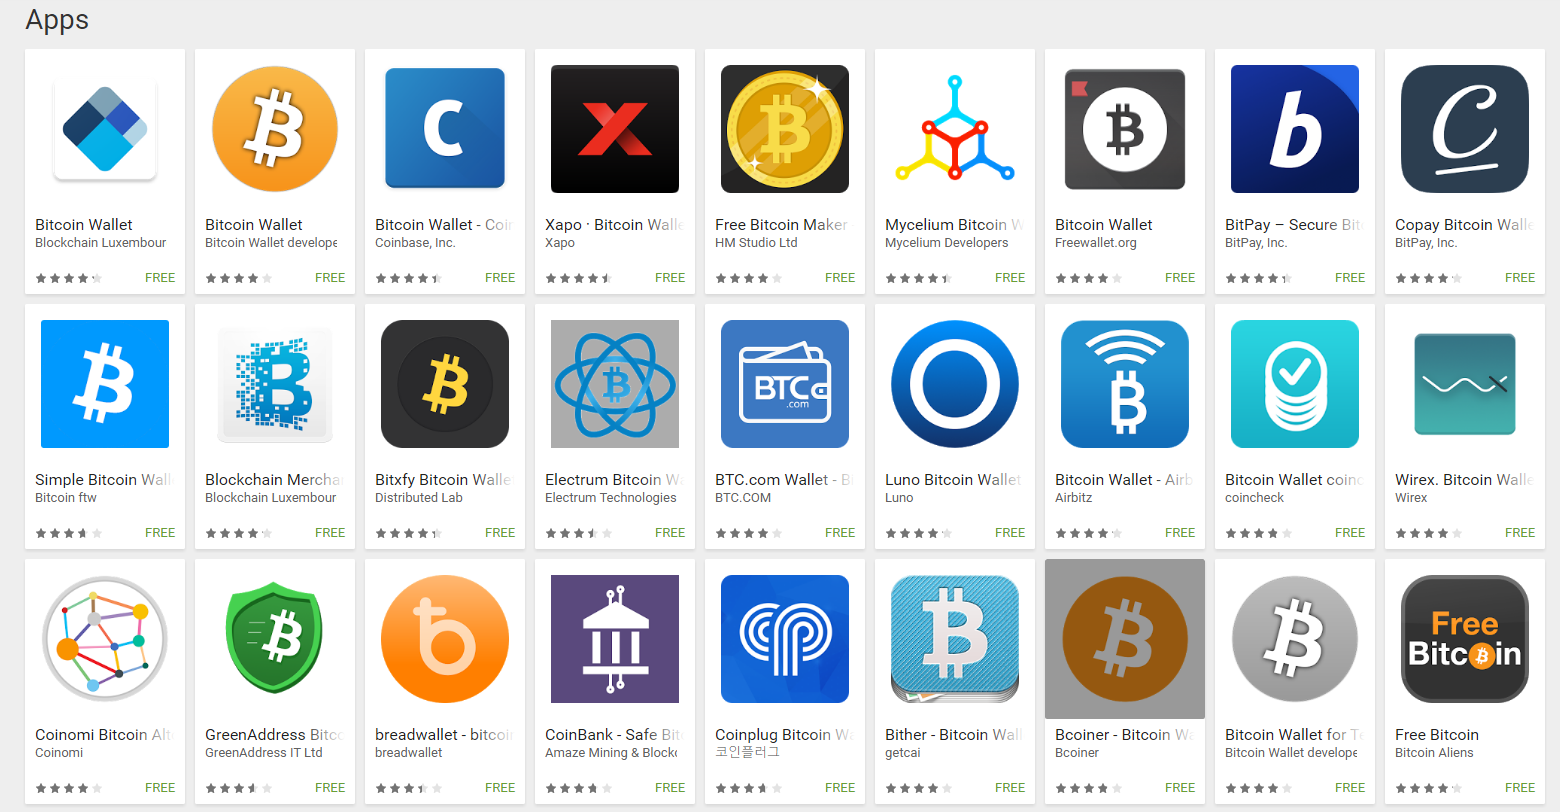 Apps
Bitcoin Wallet
Blockchain Luxembour
FREE
Bitcoin Wallet
Bitcoin Wallet develope
FREE
C
Bitcoin Wallet - Coin
Coinbase, Inc.
FREE
X
Xapo · Bitcoin Walle
Xapo
FREE
Free Bitcoin Maker
HM Studio Ltd
FREE
Mycelium Bitcoin W
Mycelium Developers
FREE
Bitcoin Wallet
Freewallet.org
FREE
b
BitPay – Secure Bit
BitPay, Inc.
FREE
C
Copay Bitcoin Walle
BitPay, Inc.
FREE
Simple Bitcoin Wall
Bitcoin ftw
FREE
Blockchain Mercha
Blockchain Luxembour
FREE
Bitxfy Bitcoin Walle
Distributed Lab
FREE
Electrum Bitcoin W
Electrum Technologies
FREE
BTC
.com
BTC.com Wallet - B
BTC.COM
FREE
Luno Bitcoin Wallet
Luno
FREE
Bitcoin Wallet - Airb
Airbitz
FREE
Bitcoin Wallet coinc
coincheck
FREE
Wirex. Bitcoin Walle
Wirex
FREE
Coinomi Bitcoin Alt
Coinomi
FREE
GreenAddress Bitc
GreenAddress IT Ltd
FREE
breadwallet - bitcoi
breadwallet
FREE
CoinBank - Safe Bit
Amaze Mining & Blockc
FREE
Coinplug Bitcoin W
코인플러그
FREE
Bither - Bitcoin Wall
getcai
FREE
Bcoiner - Bitcoin W
Bcoiner
FREE
Bitcoin Wallet for Te
Bitcoin Wallet develope
FREE
Free
Bitcoin
Free Bitcoin
Bitcoin Aliens
FREE